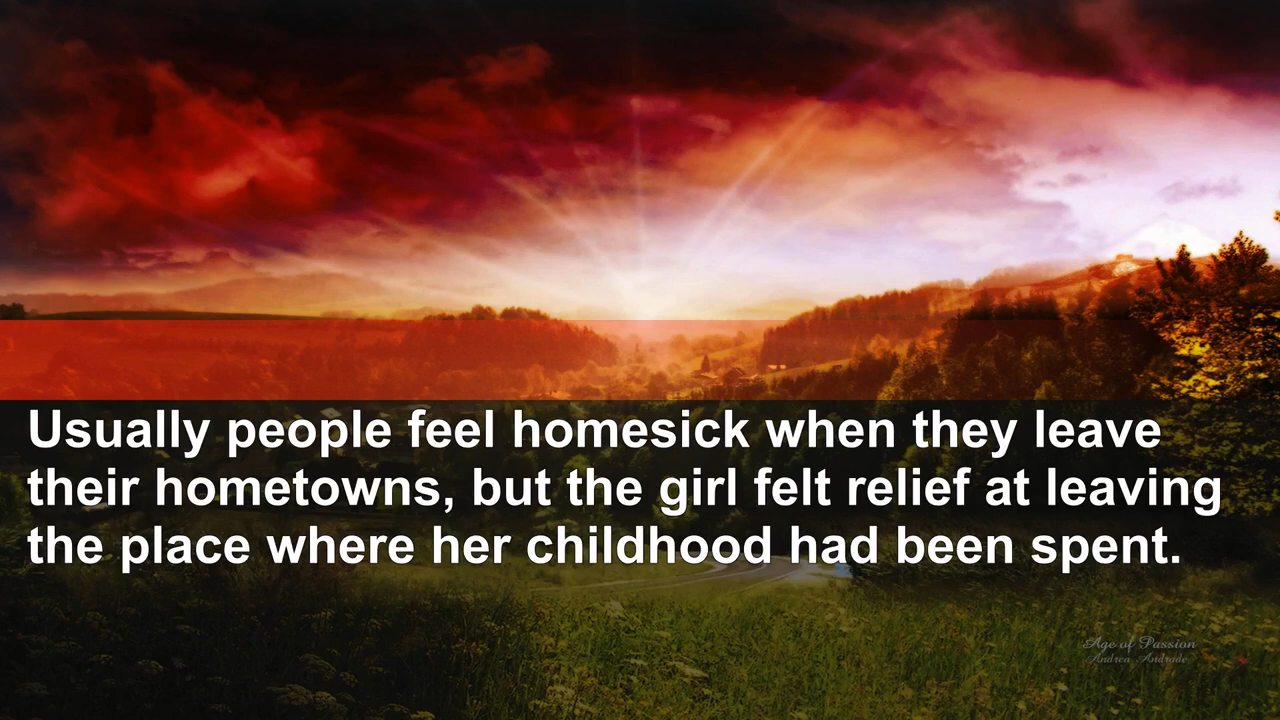 Usually people feel homesick when they leave
their hometowns, but the girl felt relief at leaving
the place where her childhood had been spent.
Age of Passion
Andrea Andrade